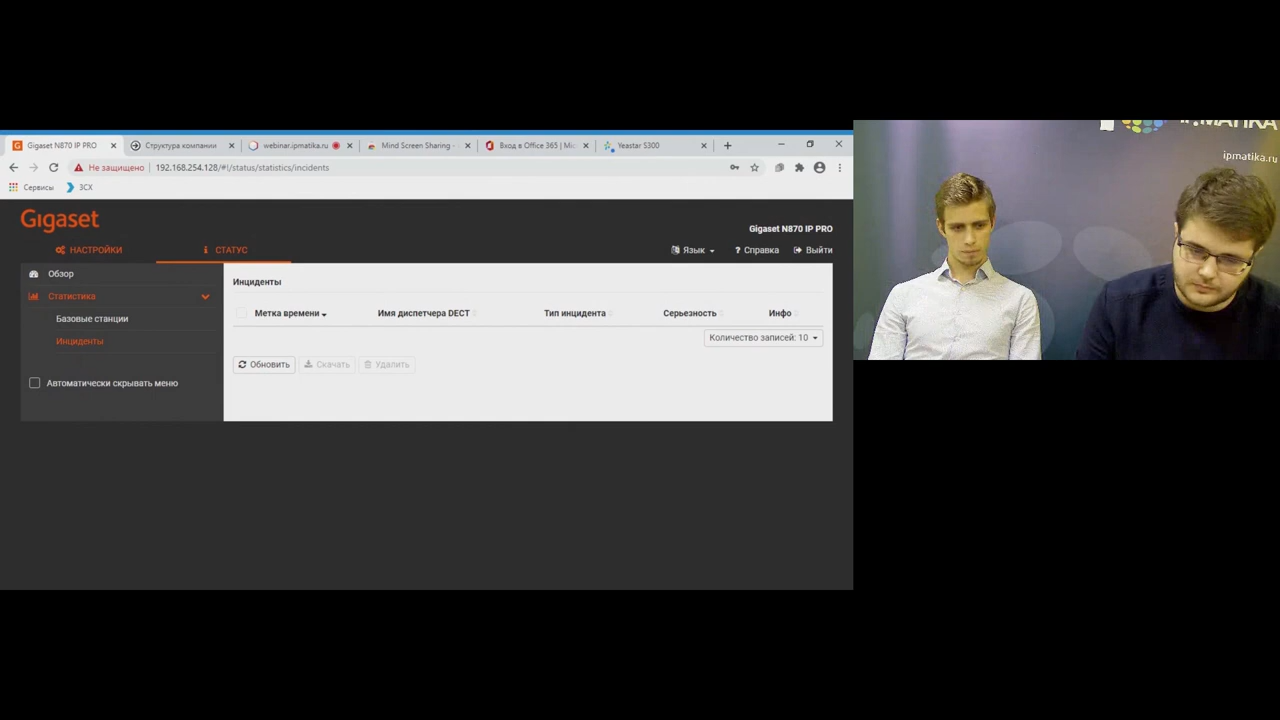 Gigaset N870 IP PRO
Структура компании
webinar.ipmatika.ru
Mind Screen Sharing -
Вход в Office 365 | Mic
Yeastar S300
Не защищено
192.168.254.128/#!/status/statistics/incidents
Сервисы
3CX
Gigaset
Gigaset N870 IP PRO
НАСТРОЙКИ
СТАТУС
Язык
? Справка
Выйти
Обзор
Статистика
Базовые станции
Инциденты
Автоматически скрывать меню
Инциденты
Метка времени
Имя диспетчера DECT
Тип инцидента
Серьезность
Инфо
Количество записей: 10
Обновить
Скачать
Удалить
ipmatika.ru